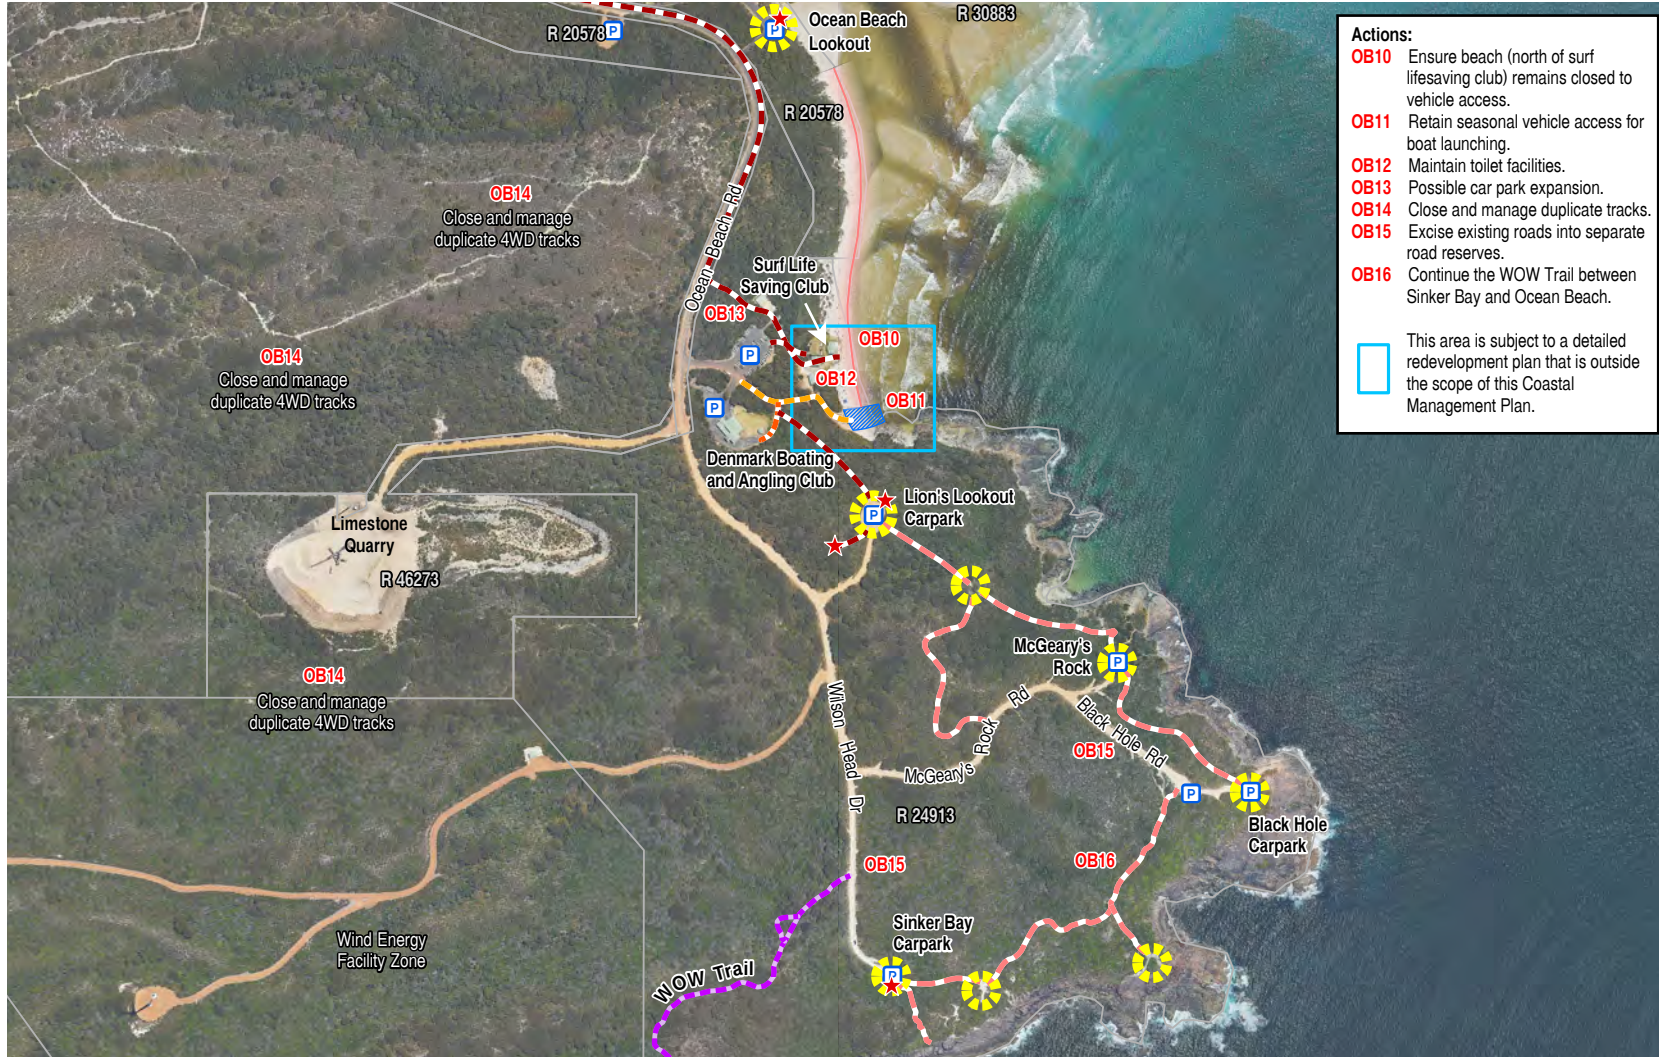 R 20578
P
P
Ocean Beach
Lookout
R 30883
R 20578
OB14
Close and manage
duplicate 4WD tracks
Ocean Beach Rd
Surf Life
Saving Club
OB13
OB10
P
OB12
OB14
Close and manage
duplicate 4WD tracks
P
OB11
Denmark Boating
and Angling Club
Lion's Lookout
Carpark
P
Limestone
Quarry
R 46273
McGeary's
Rock
P
OB14
Close and manage
duplicate 4WD tracks
Wilson Head Dr
McGeary's Rock Rd
Black Hole Rd
OB15
P
P
R 24913
Black Hole
Carpark
OB15
OB16
Sinker Bay
Carpark
P
Wind Energy
Facility Zone
WOW Trail
Actions:
OB10 Ensure beach (north of surf
lifesaving club) remains closed to
vehicle access.
OB11 Retain seasonal vehicle access for
boat launching.
OB12 Maintain toilet facilities.
OB13 Possible car park expansion.
OB14 Close and manage duplicate tracks.
OB15 Excise existing roads into separate
road reserves.
OB16 Continue the WOW Trail between
Sinker Bay and Ocean Beach.
This area is subject to a detailed
redevelopment plan that is outside
the scope of this Coastal
Management Plan.